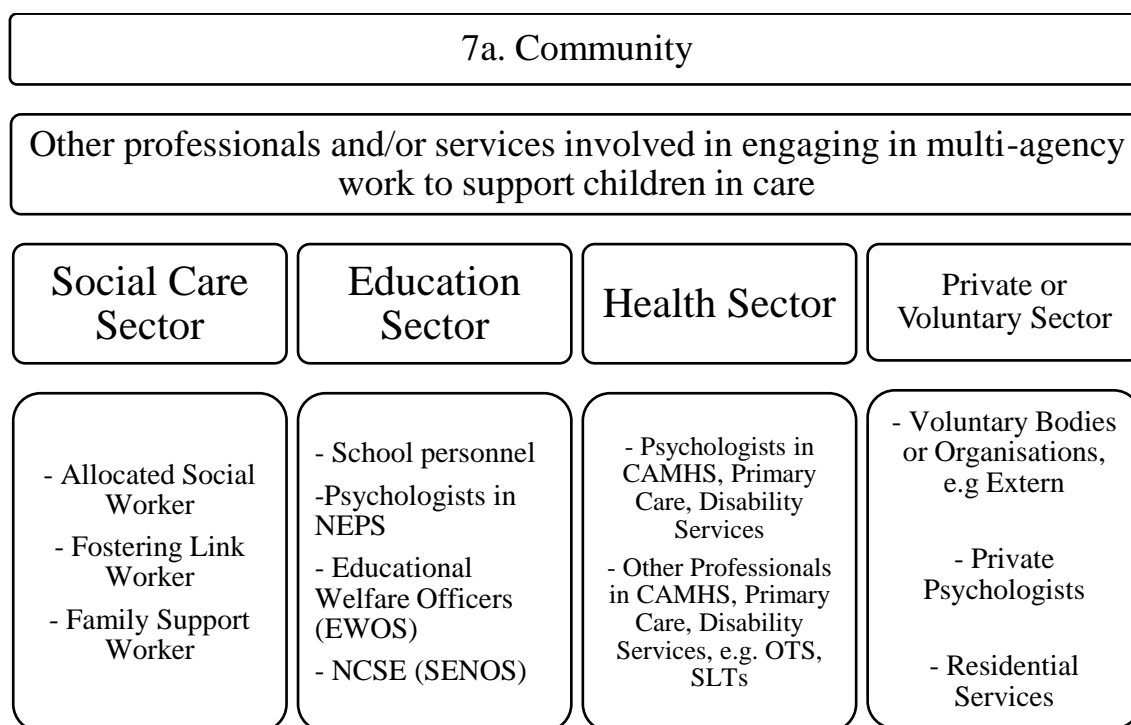 7a. Community
Other professionals and/or services involved in engaging in multi-agency
work to support children in care
Social Care
Sector
Education
Sector
Health Sector
Private or
Voluntary Sector
- Allocated Social
Worker
- Fostering Link
Worker
- Family Support
Worker
- School personnel
-Psychologists in
NEPS
- Educational
Welfare Officers
(EWOS)
- NCSE (SENOS)
- Psychologists in
CAMHS, Primary
Care, Disability
Services
- Other Professionals
in CAMHS, Primary
Care, Disability
Services, e.g. OTS,
SLTs
- Voluntary Bodies
or Organisations,
e.g Extern
- Private
Psychologists
- Residential
Services